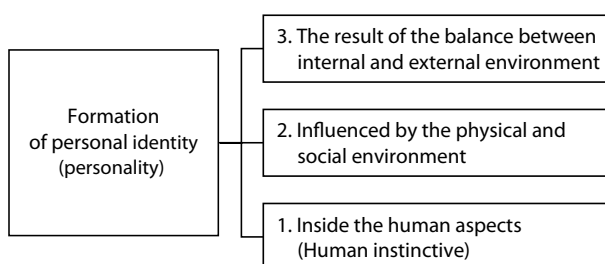 Formation
of personal identity
(personality)
3. The result of the balance between
internal and external environment
2. Influenced by the physical and
social environment
1. Inside the human aspects
(Human instinctive)